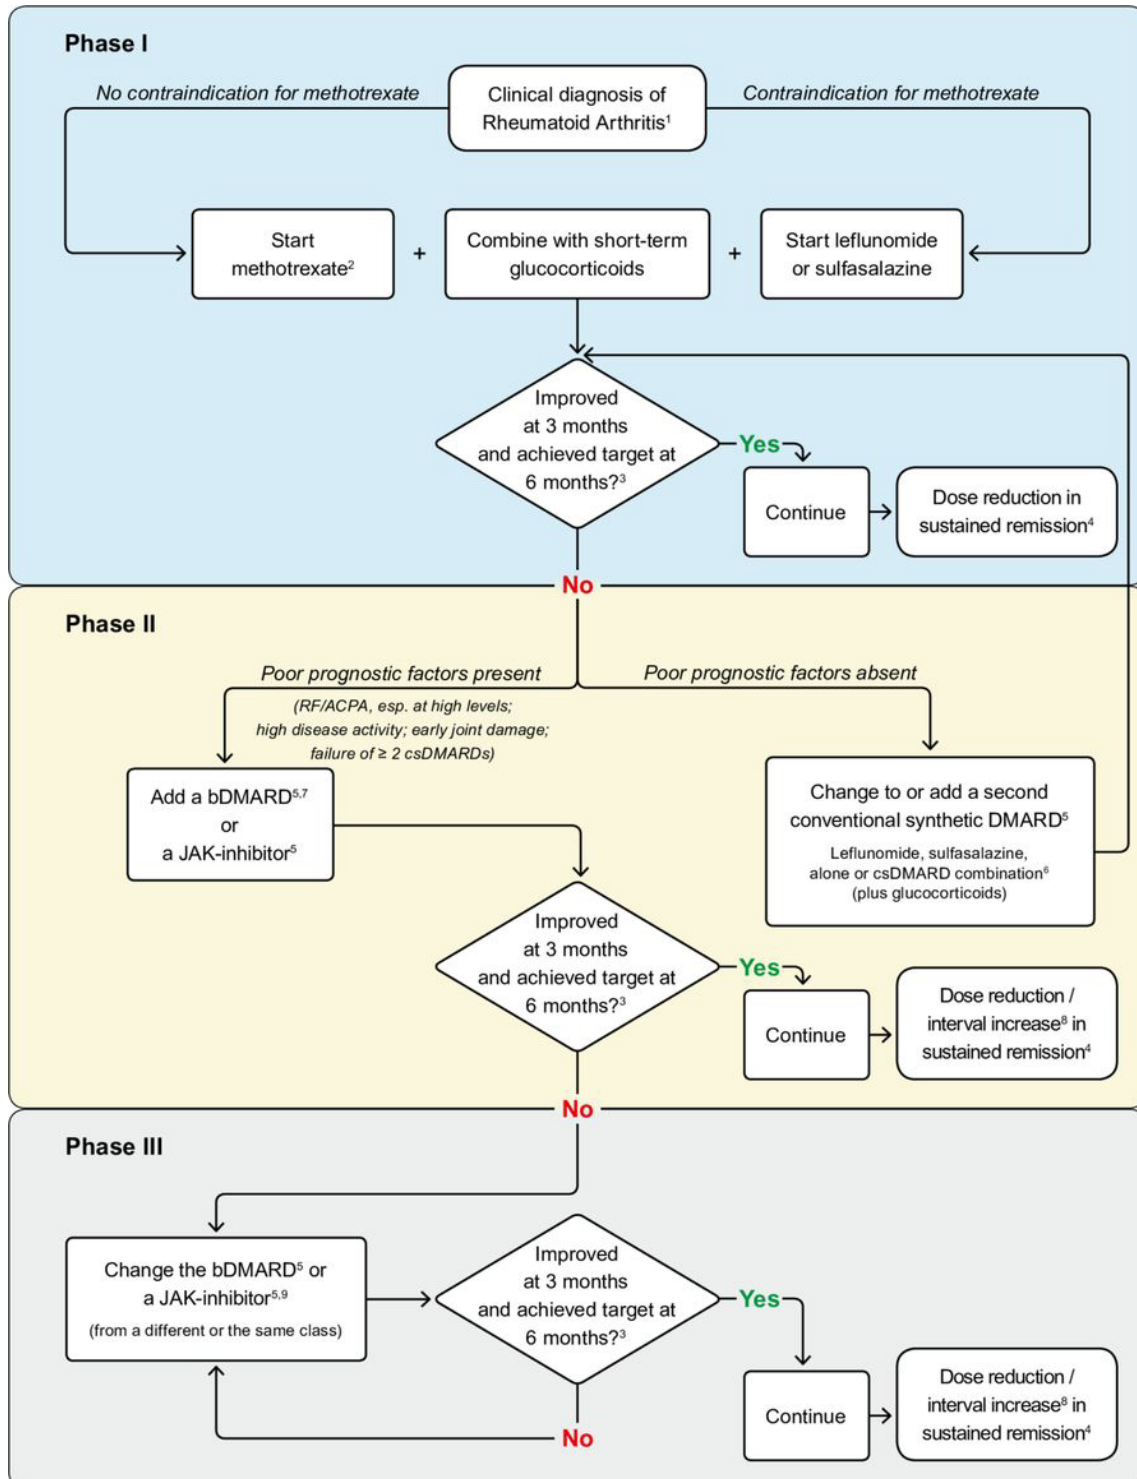 Phase I
No contraindication for methotrexate
Clinical diagnosis of
Rheumatoid Arthritis¹
Contraindication for methotrexate
Start
methotrexate²
+
Combine with short-term
glucocorticoids
+
Start leflunomide
or sulfasalazine
Improved
at 3 months
and achieved target at
6 months?³
Yes
Continue
Dose reduction in
sustained remission⁴
No
Phase II
Poor prognostic factors present
(RF/ACPA, esp. at high levels;
high disease activity; early joint damage;
failure of ≥ 2 csDMARDs)
Poor prognostic factors absent
Add a bDMARD⁵,⁷
or
a JAK-inhibitor⁵
Change to or add a second
conventional synthetic DMARD⁵
Leflunomide, sulfasalazine,
alone or csDMARD combination⁶
(plus glucocorticoids)
Improved
at 3 months
and achieved target at
6 months?³
Yes
Continue
Dose reduction /
interval increase⁸ in
sustained remission⁴
No
Phase III
Change the bDMARD⁵ or
a JAK-inhibitor⁵,⁹
(from a different or the same class)
Improved
at 3 months
and achieved target at
6 months?³
Yes
Continue
Dose reduction /
interval increase⁸ in
sustained remission⁴
No